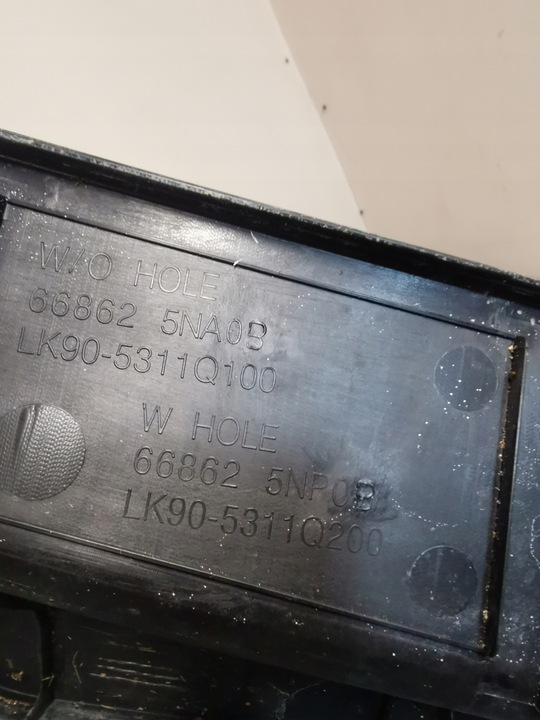 W/O HOLE
66862 5NA0B
LK90-5311Q100
W HOLE
66862 5NP0B
LK90-5311Q200